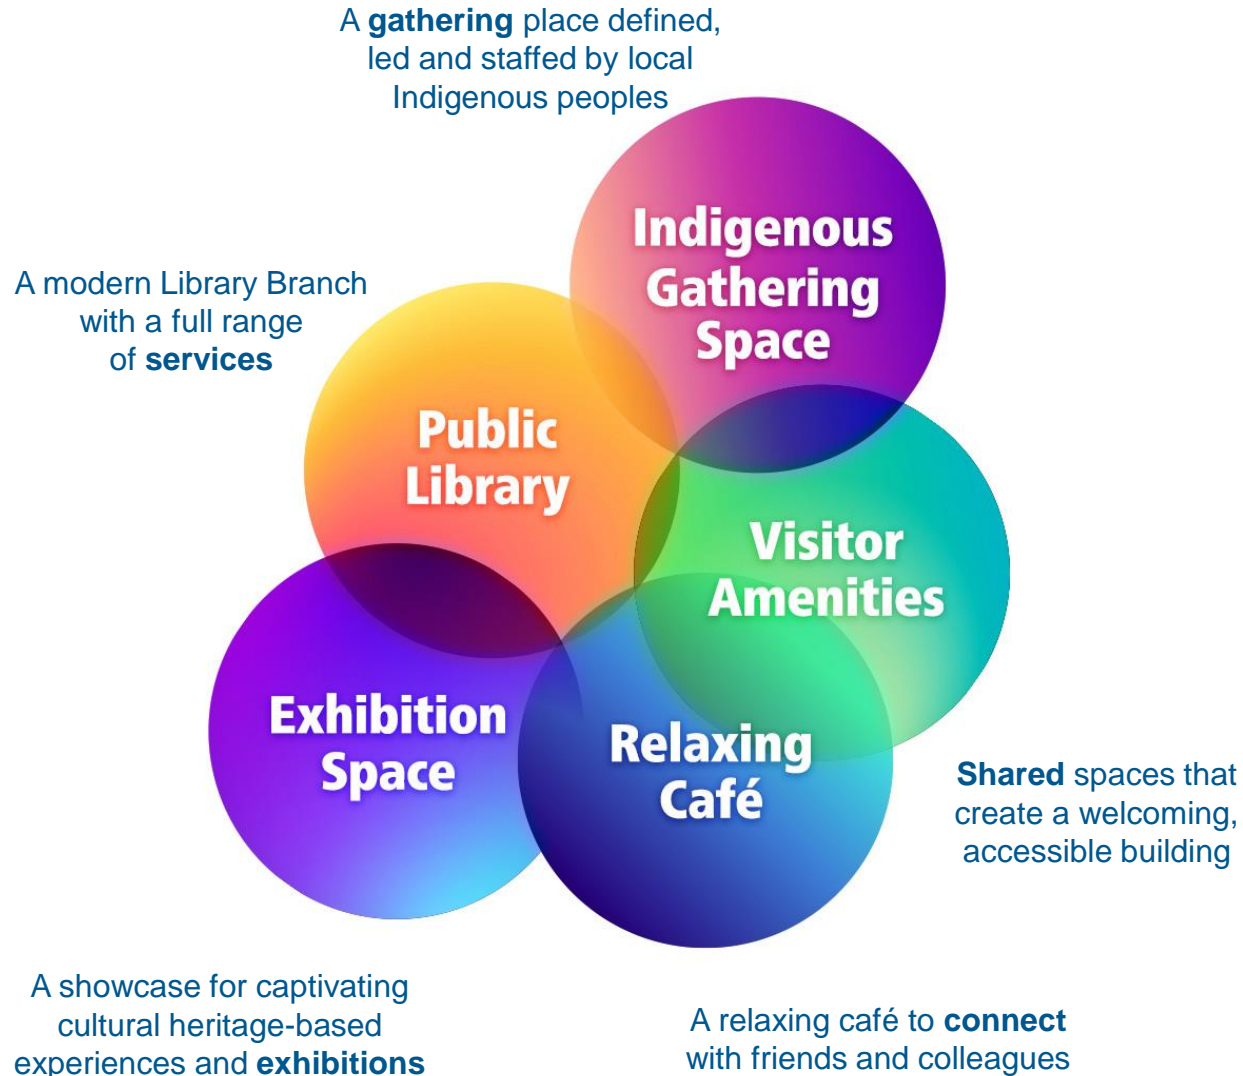 A gathering place defined,
led and staffed by local
Indigenous peoples
Indigenous
Gathering
Space
A modern Library Branch
with a full range
of services
Public
Library
Visitor
Amenities
Exhibition
Space
Relaxing
Café
Shared spaces that
create a welcoming,
accessible building
A showcase for captivating
cultural heritage-based
experiences and exhibitions
A relaxing café to connect
with friends and colleagues